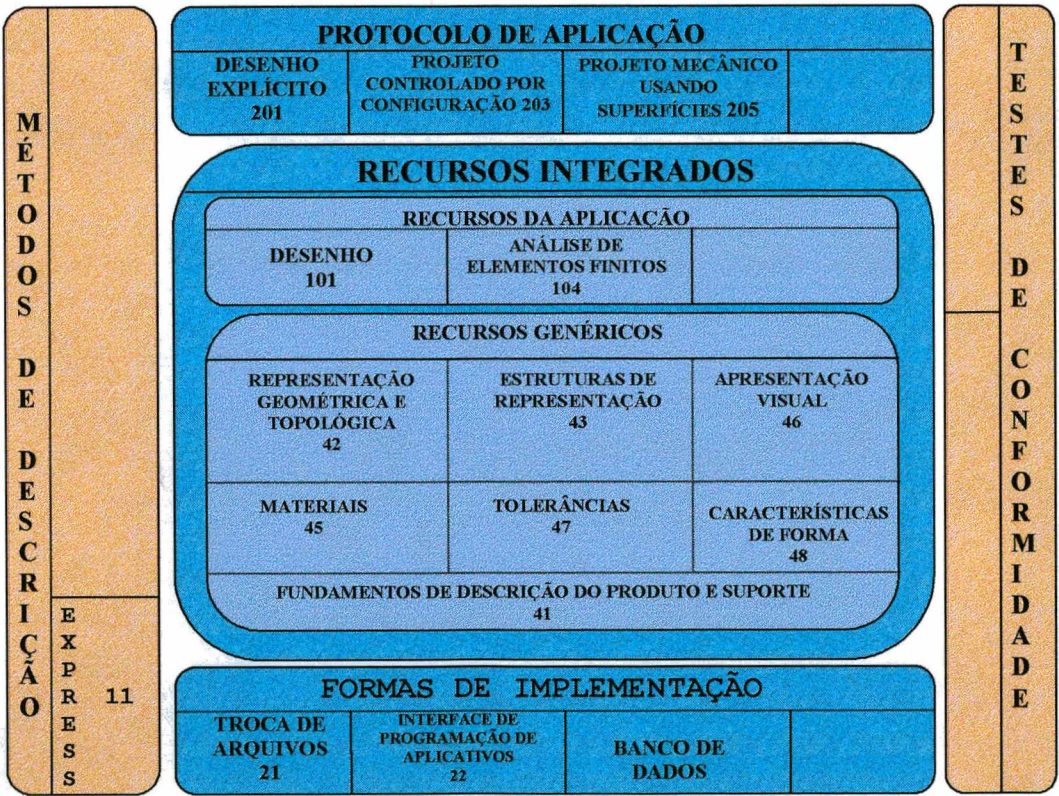 MÉTODOS DE DESCRIÇÃO
EXPRESS
11
PROTOCOLO DE APLICAÇÃO
DESENHO
EXPLÍCITO
201
PROJETO
CONTROLADO POR
CONFIGURAÇÃO 203
PROJETO MECÂNICO
USANDO
SUPERFÍCIES 205
RECURSOS INTEGRADOS
RECURSOS DA APLICAÇÃO
DESENHO
101
ANÁLISE DE
ELEMENTOS FINITOS
104
RECURSOS GENÉRICOS
REPRESENTAÇÃO
GEOMÉTRICA E
TOPOLÓGICA
42
ESTRUTURAS DE
REPRESENTAÇÃO
43
APRESENTAÇÃO
VISUAL
46
MATERIAIS
45
TOLERÂNCIAS
47
CARACTERÍSTICAS
DE FORMA
48
FUNDAMENTOS DE DESCRIÇÃO DO PRODUTO E SUPORTE
41
FORMAS DE IMPLEMENTAÇÃO
TROCA DE
ARQUIVOS
21
INTERFACE DE
PROGRAMAÇÃO DE
APLICATIVOS
22
BANCO DE
DADOS
TESTES DE CONFORMIDADE